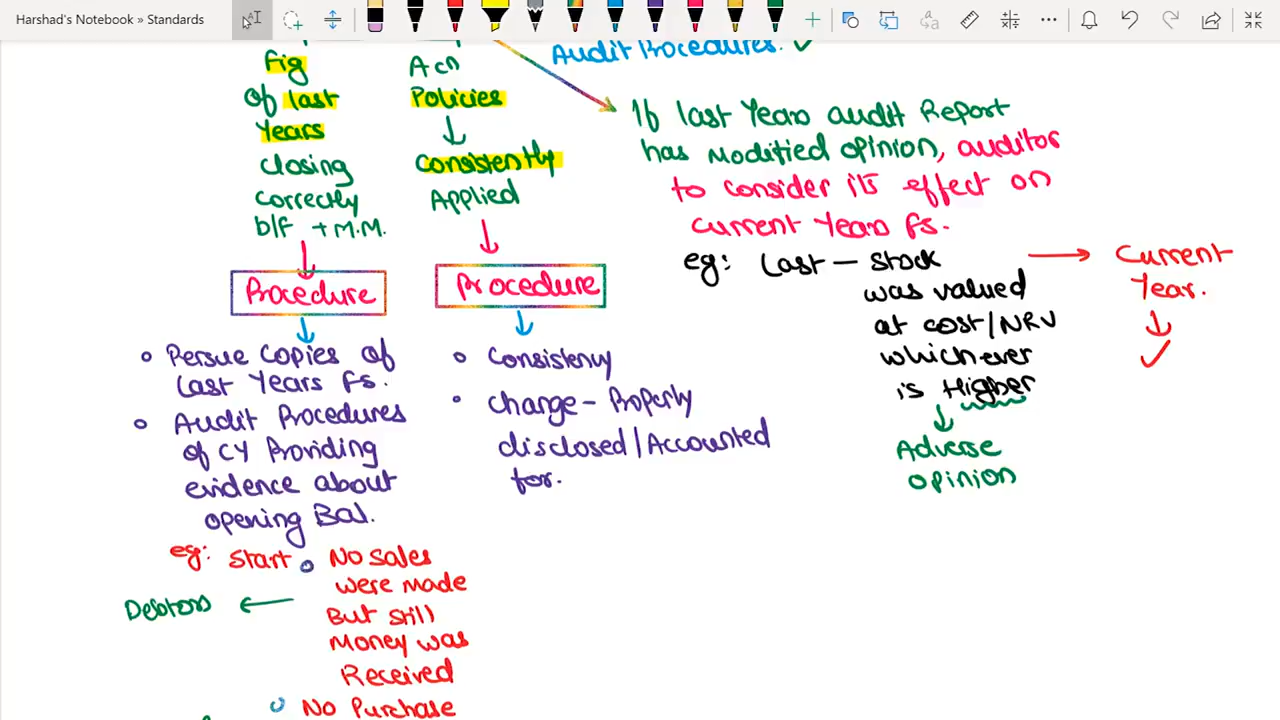 Harshad's Notebook » Standards
Audit Procedures.
Fig
of last
Years
closing
correctly
b/f + M.M.
Procedure
• Persue copies of
last Years Fs.
• Audit Procedures
of CY Providing
evidence about
opening Bal.
eg: Start
• No sales
were made
But still
Money was
Received
Debtors
• No Purchase
Acn
Policies
Consistently
Applied
Procedure
• Consistency
• Change - Properly
disclosed / Accounted
for.
If last Years audit Report
has Modified opinion, auditor
to consider its effect on
current Years Fs.
eg: Last - stock
was valued
at cost/NRV
whichever
is Higher
Adverse
opinion
Current
Year.